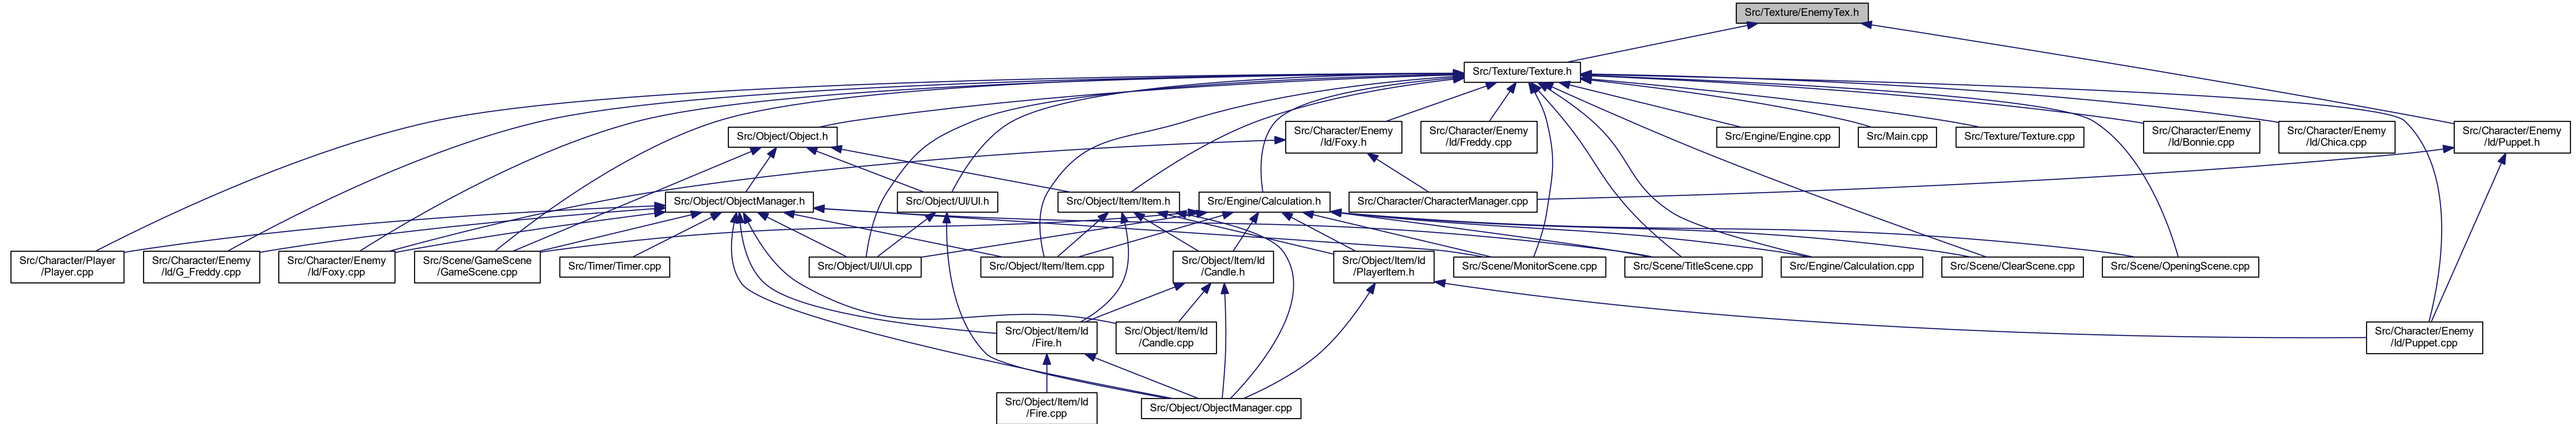 Src/Texture/EnemyTex.h
Src/Texture/Texture.h
Src/Object/Object.h
Src/Character/Enemy
/Id/Foxy.h
Src/Character/Enemy
/Id/Freddy.cpp
Src/Engine/Engine.cpp
Src/Main.cpp
Src/Texture/Texture.cpp
Src/Character/Enemy
/Id/Bonnie.cpp
Src/Character/Enemy
/Id/Chica.cpp
Src/Character/Enemy
/Id/Puppet.h
Src/Object/ObjectManager.h
Src/Object/UI/UI.h
Src/Object/Item/Item.h
Src/Engine/Calculation.h
Src/Character/CharacterManager.cpp
Src/Character/Player
/Player.cpp
Src/Character/Enemy
/Id/G_Freddy.cpp
Src/Character/Enemy
/Id/Foxy.cpp
Src/Scene/GameScene
/GameScene.cpp
Src/Timer/Timer.cpp
Src/Object/UI/UI.cpp
Src/Object/Item/Item.cpp
Src/Object/Item/Id
/Candle.h
Src/Object/Item/Id
/PlayerItem.h
Src/Scene/MonitorScene.cpp
Src/Scene/TitleScene.cpp
Src/Engine/Calculation.cpp
Src/Scene/ClearScene.cpp
Src/Scene/OpeningScene.cpp
Src/Object/Item/Id
/Fire.h
Src/Object/Item/Id
/Candle.cpp
Src/Character/Enemy
/Id/Puppet.cpp
Src/Object/Item/Id
/Fire.cpp
Src/Object/ObjectManager.cpp